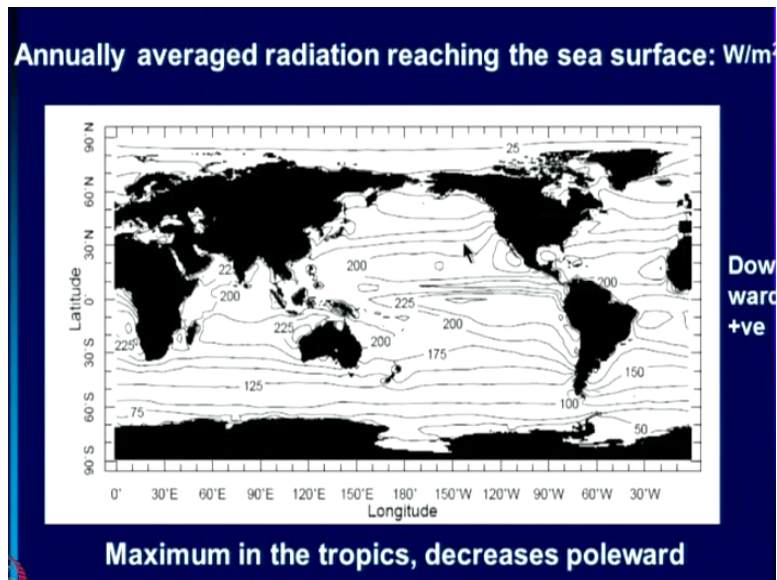 Annually averaged radiation reaching the sea surface: W/m²
90°N
60°N
30°N
0°
30°S
60°S
90°S
Latitude
25
200
225
200
22
200
225
200
200
225
175
150
125
100
75
50
Dow
ward
+ve
0° 30°E 60°E 90°E 120°E 150°E 180° 150°W 120°W 90°W 60°W 30°W
Longitude
Maximum in the tropics, decreases poleward